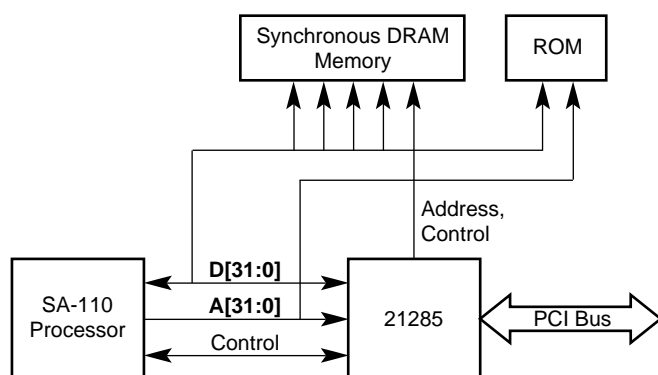 Synchronous DRAM
Memory
ROM
Address,
Control
D[31:0]
SA-110
Processor
A[31:0]
Control
21285
PCI Bus